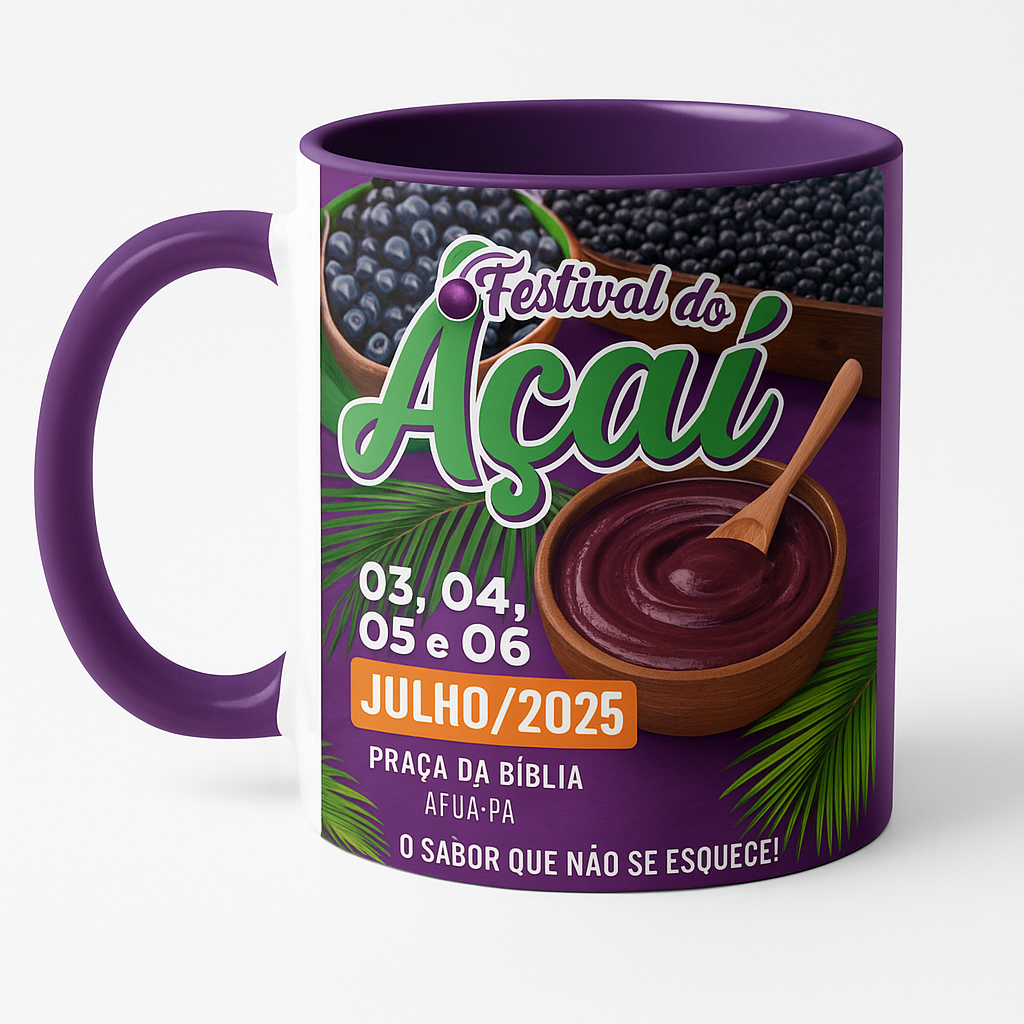 Festival do
Açaí
03, 04,
05 e 06
JULHO/2025
PRAÇA DA BÍBLIA
AFUA·PA
O SABOR QUE NÃO SE ESQUECE!